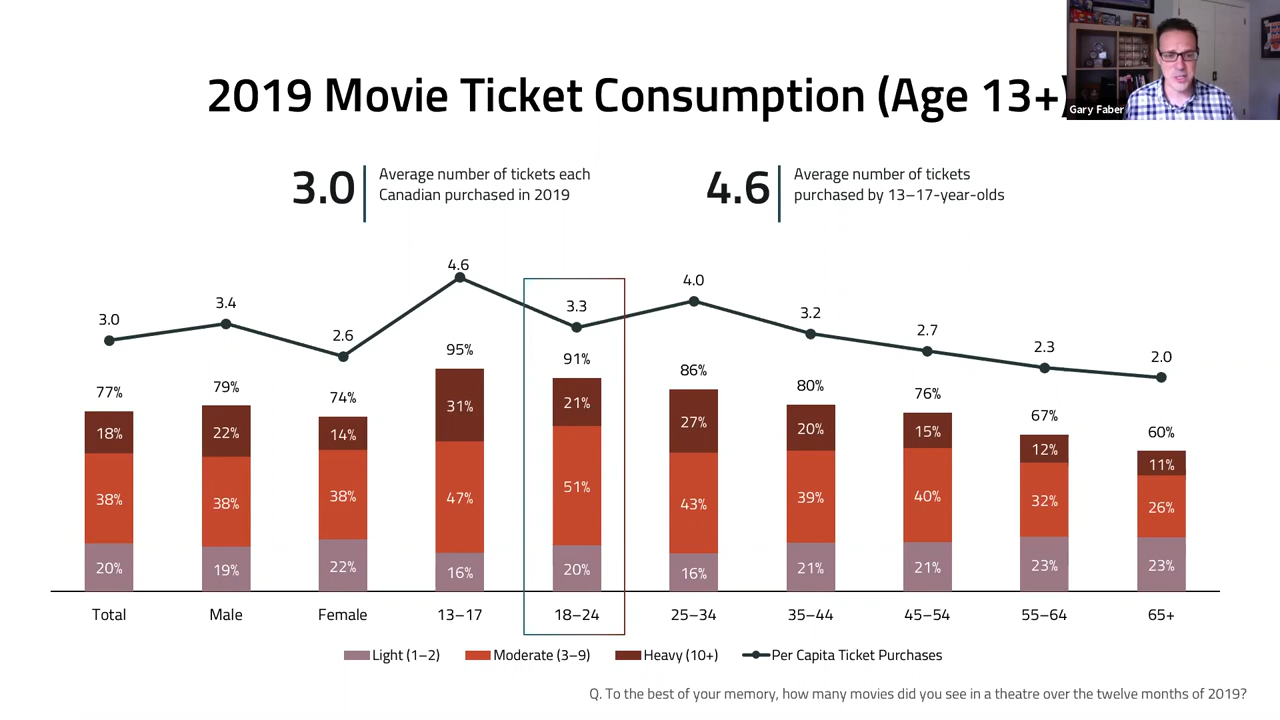 2019 Movie Ticket Consumption (Age 13+)
Gary Faber
3.0
Average number of tickets each
Canadian purchased in 2019
4.6
Average number of tickets
purchased by 13–17-year-olds
3.0 3.4 2.6 4.6 3.3 4.0 3.2 2.7 2.3 2.0
77% 79% 74% 95% 91% 86% 80% 76% 67% 60%
18% 22% 14% 31% 21% 27% 20% 15% 12% 11%
38% 38% 38% 47% 51% 43% 39% 40% 32% 26%
20% 19% 22% 16% 20% 16% 21% 21% 23% 23%
Total Male Female 13–17 18–24 25–34 35–44 45–54 55–64 65+
Light (1–2) Moderate (3–9) Heavy (10+) Per Capita Ticket Purchases
Q. To the best of your memory, how many movies did you see in a theatre over the twelve months of 2019?